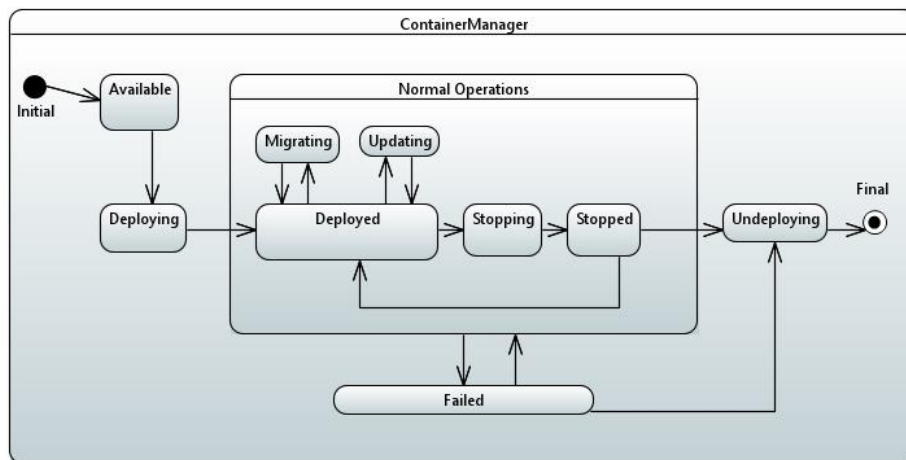 ContainerManager
Initial
Available
Normal Operations
Migrating
Updating
Deploying
Deployed
Stopping
Stopped
Undeploying
Final
Failed